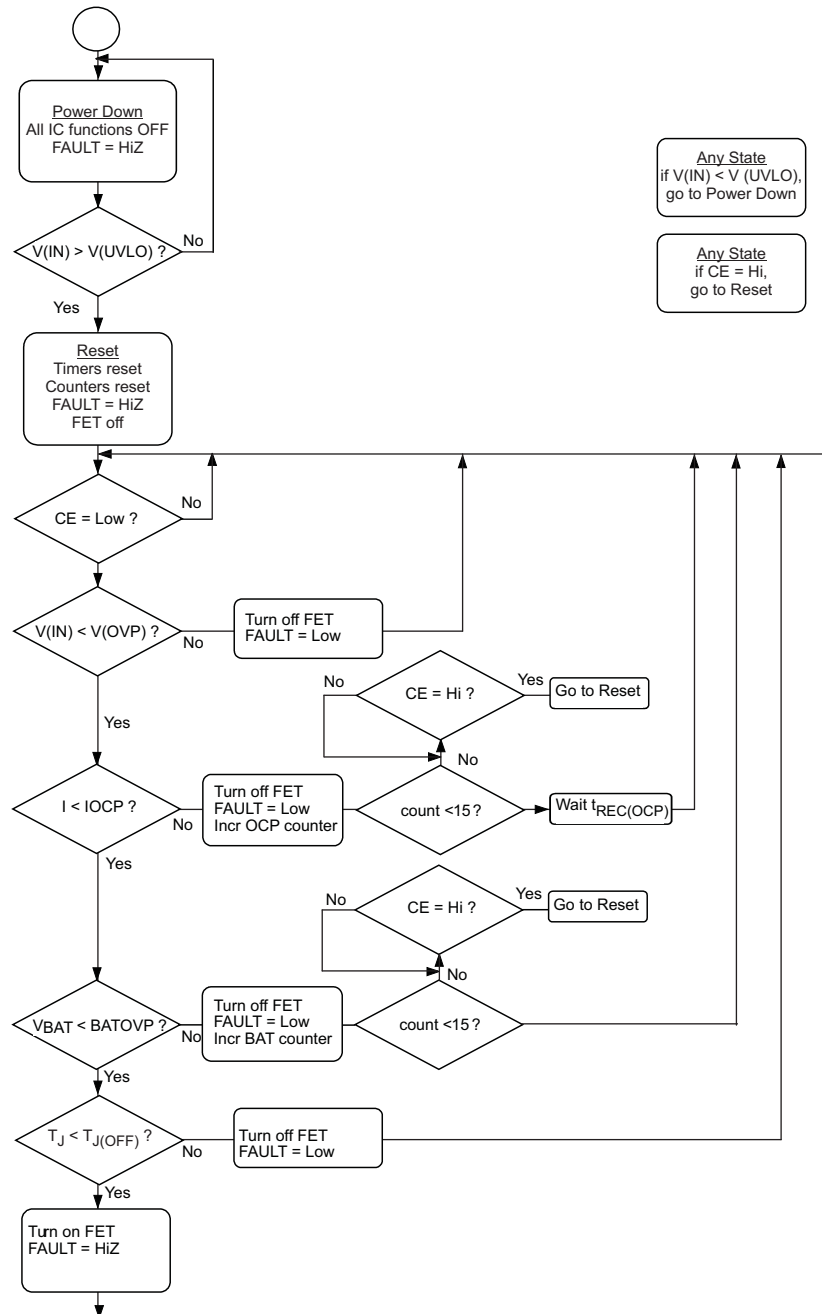 Power Down
All IC functions OFF
FAULT = HiZ
Any State
if V(IN) < V (UVLO),
go to Power Down
V(IN) > V(UVLO) ?
No
Any State
if CE = Hi,
go to Reset
Yes
Reset
Timers reset
Counters reset
FAULT = HiZ
FET off
CE = Low ?
No
V(IN) < V(OVP) ?
No
Turn off FET
FAULT = Low
Yes
No
CE = Hi ?
Yes
Go to Reset
No
I < IOCP ?
No
Turn off FET
FAULT = Low
Incr OCP counter
count <15?
Wait tREC(OCP)
Yes
No
CE = Hi ?
Yes
Go to Reset
No
VBAT < BATOVP ?
No
Turn off FET
FAULT = Low
Incr BAT counter
count <15?
Yes
TJ < TJ(OFF) ?
No
Turn off FET
FAULT = Low
Yes
Turn on FET
FAULT = HiZ